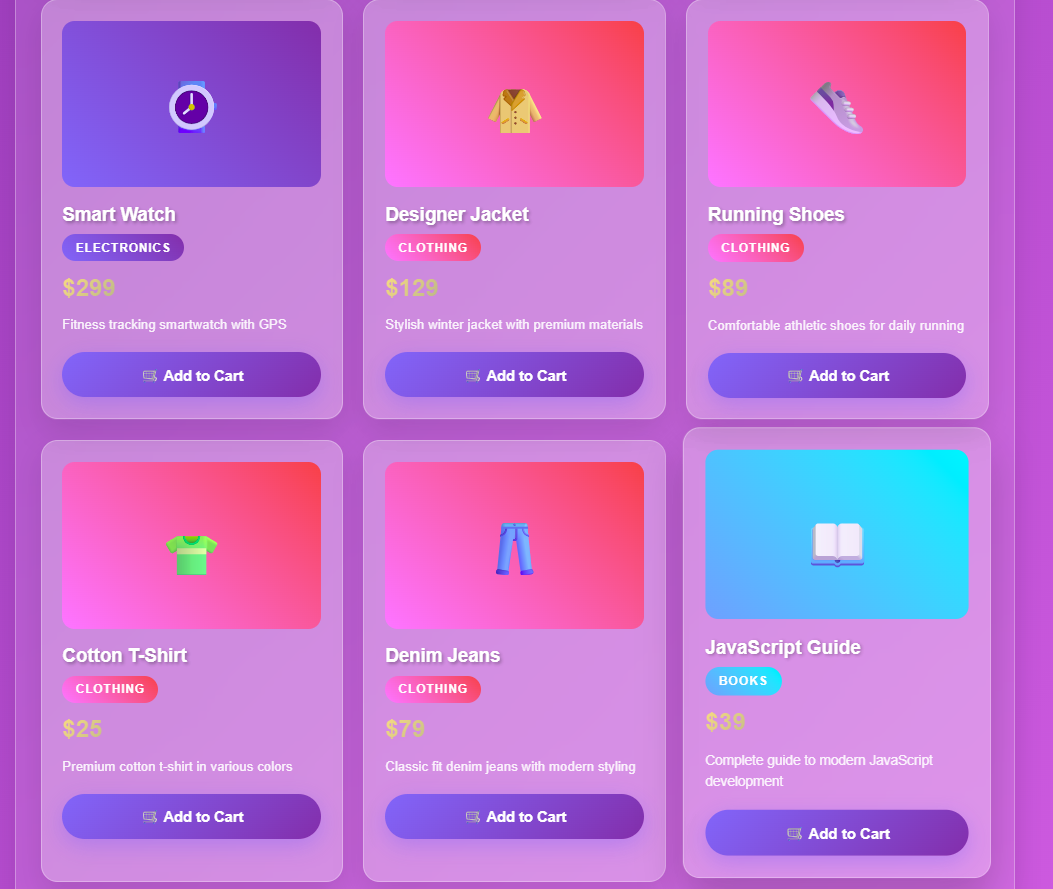 Smart Watch
ELECTRONICS
$299
Fitness tracking smartwatch with GPS
Add to Cart
Designer Jacket
CLOTHING
$129
Stylish winter jacket with premium materials
Add to Cart
Running Shoes
CLOTHING
$89
Comfortable athletic shoes for daily running
Add to Cart
Cotton T-Shirt
CLOTHING
$25
Premium cotton t-shirt in various colors
Add to Cart
Denim Jeans
CLOTHING
$79
Classic fit denim jeans with modern styling
Add to Cart
JavaScript Guide
BOOKS
$39
Complete guide to modern JavaScript
development
Add to Cart